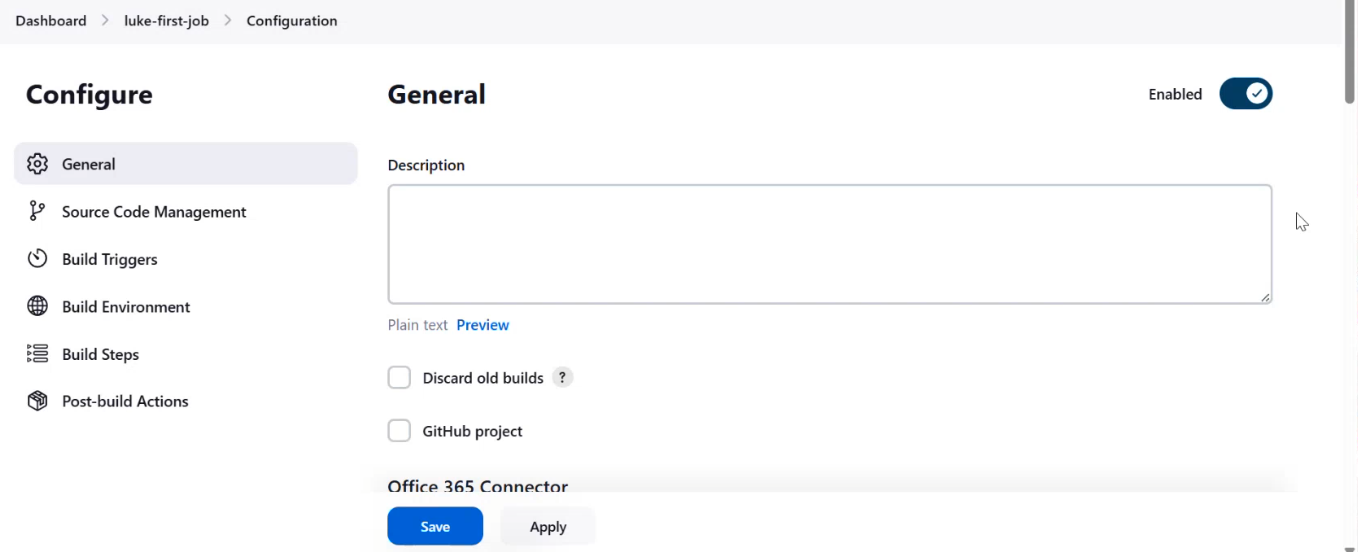 Dashboard > luke-first-job > Configuration
Configure
General
Source Code Management
Build Triggers
Build Environment
Build Steps
Post-build Actions
General
Enabled
Description
Plain text Preview
Discard old builds ?
GitHub project
Office 365 Connector
Save Apply